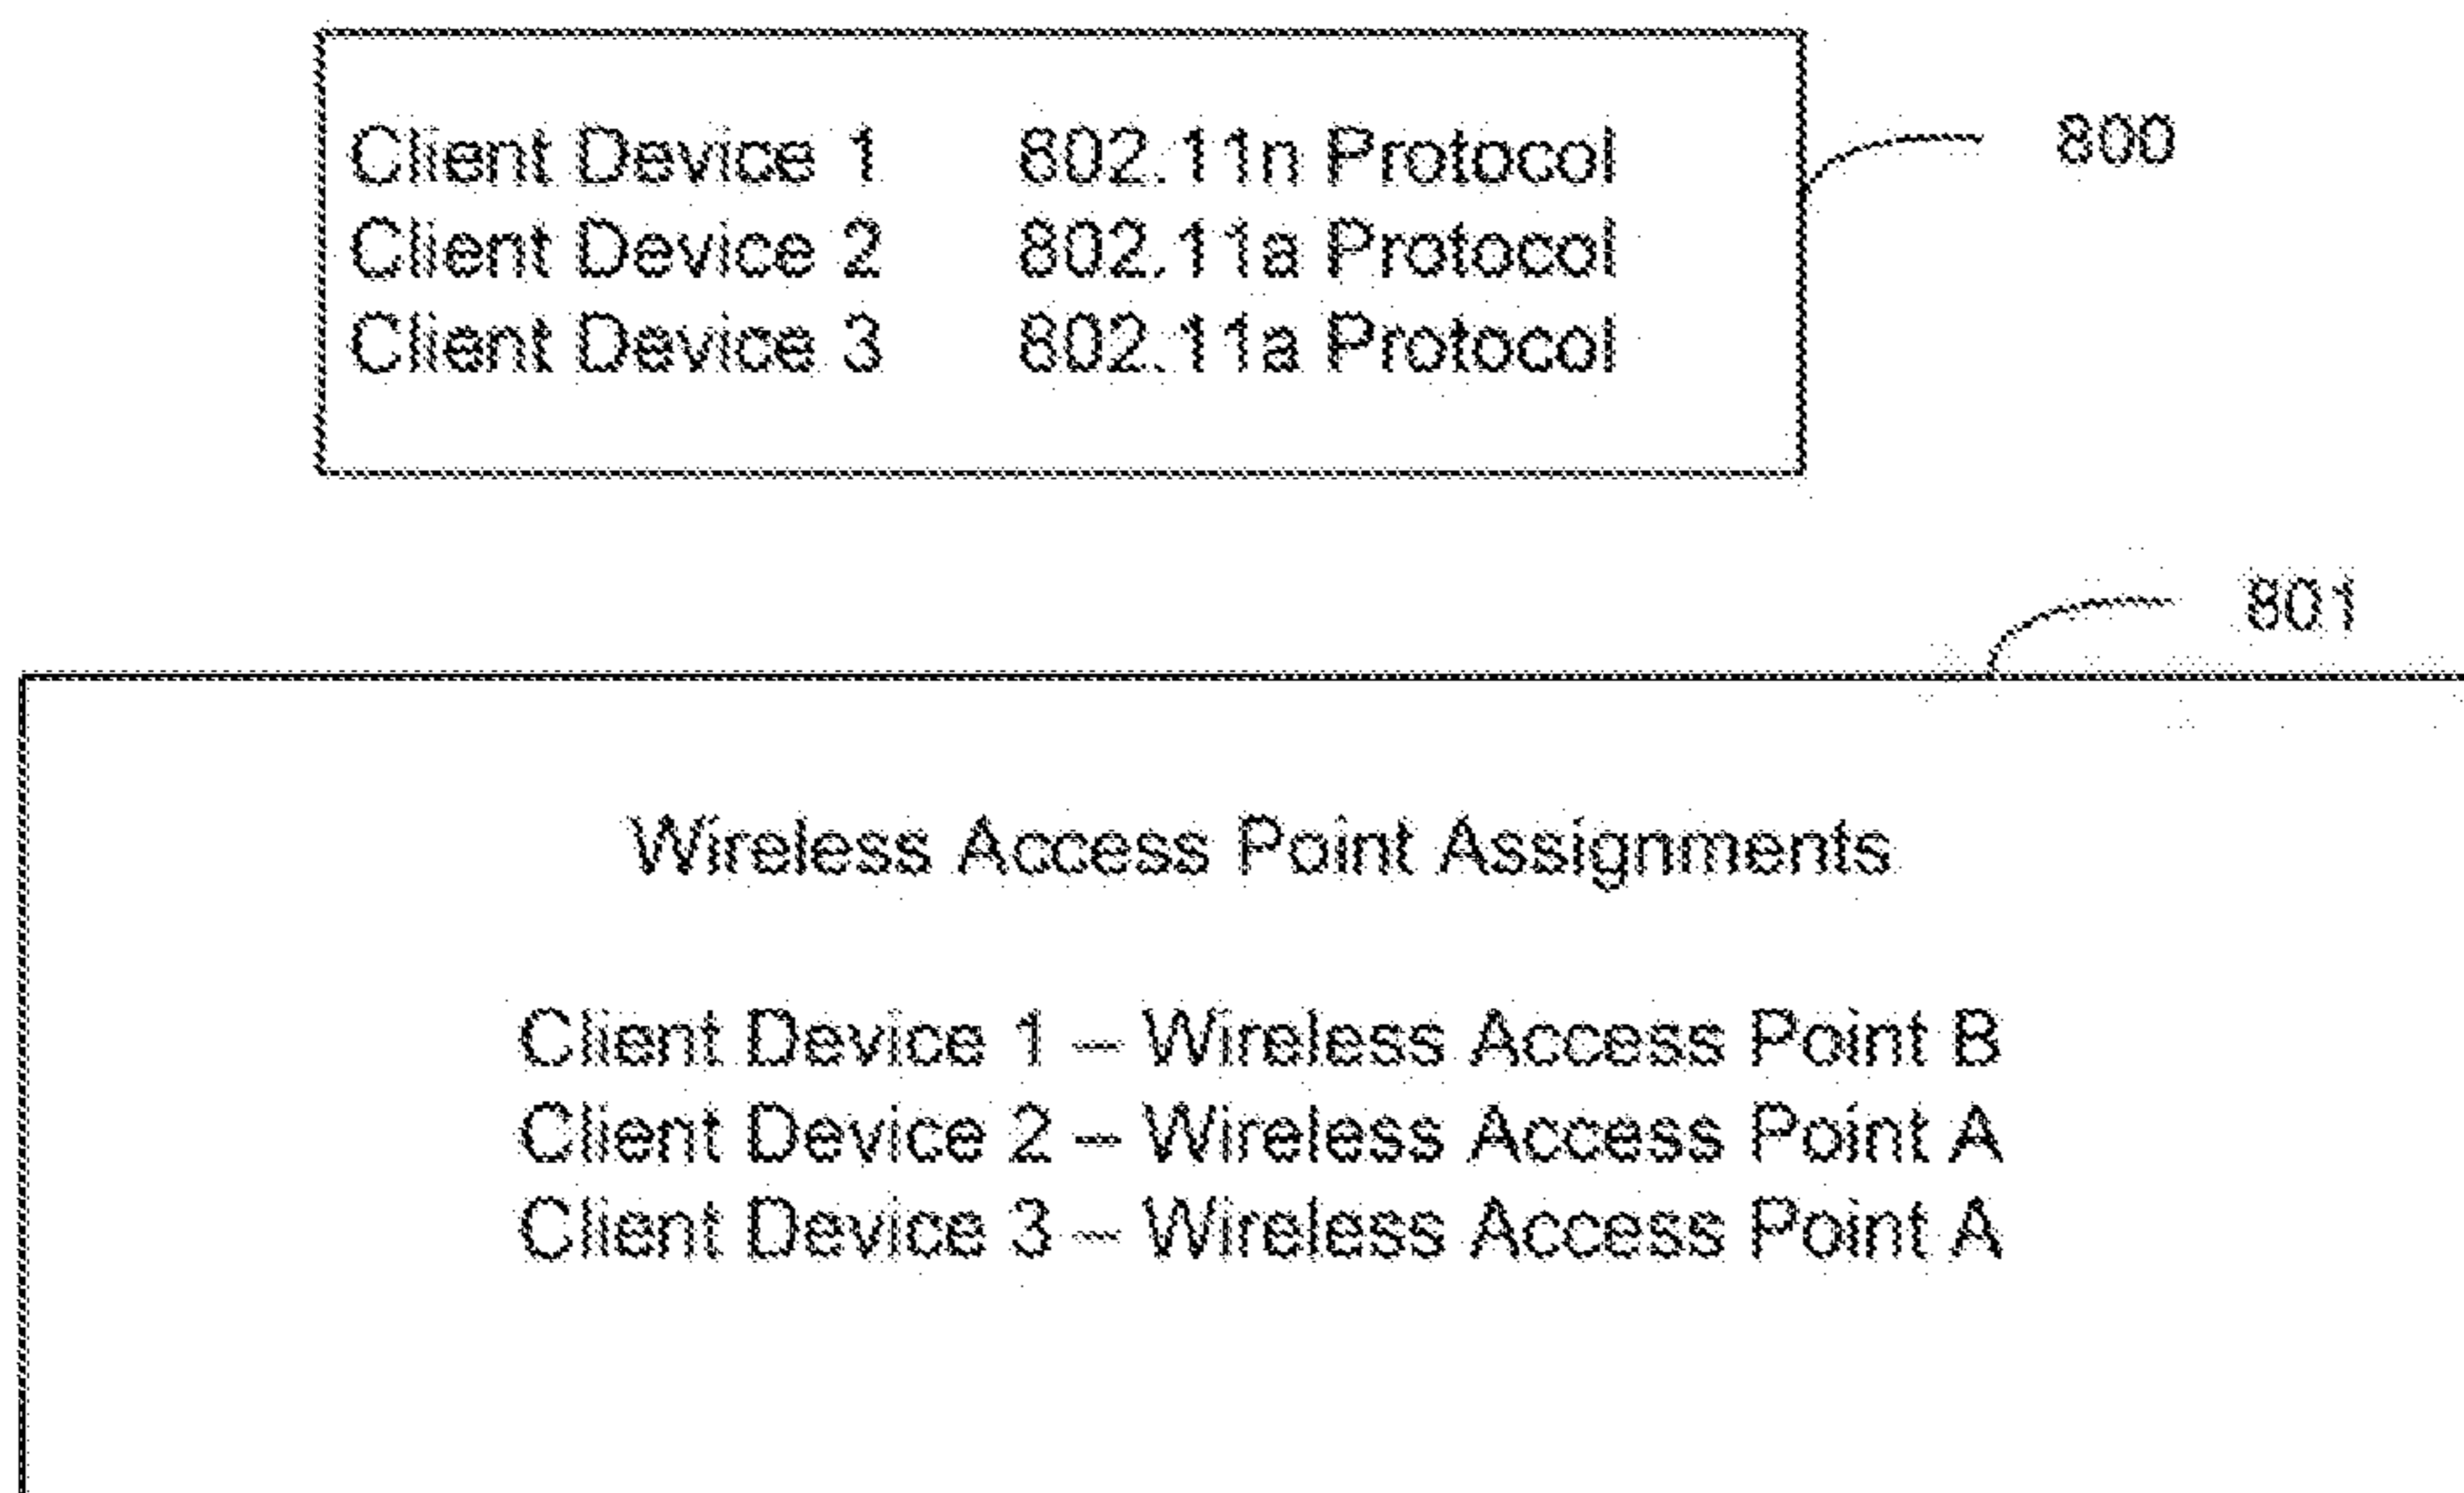 Client Device 1 802.11n Protocol
800
Client Device 2 802.11a Protocol
Client Device 3 802.11a Protocol
801
Wireless Access Point Assignments
Client Device 1 – Wireless Access Point B
Client Device 2 – Wireless Access Point A
Client Device 3 – Wireless Access Point A